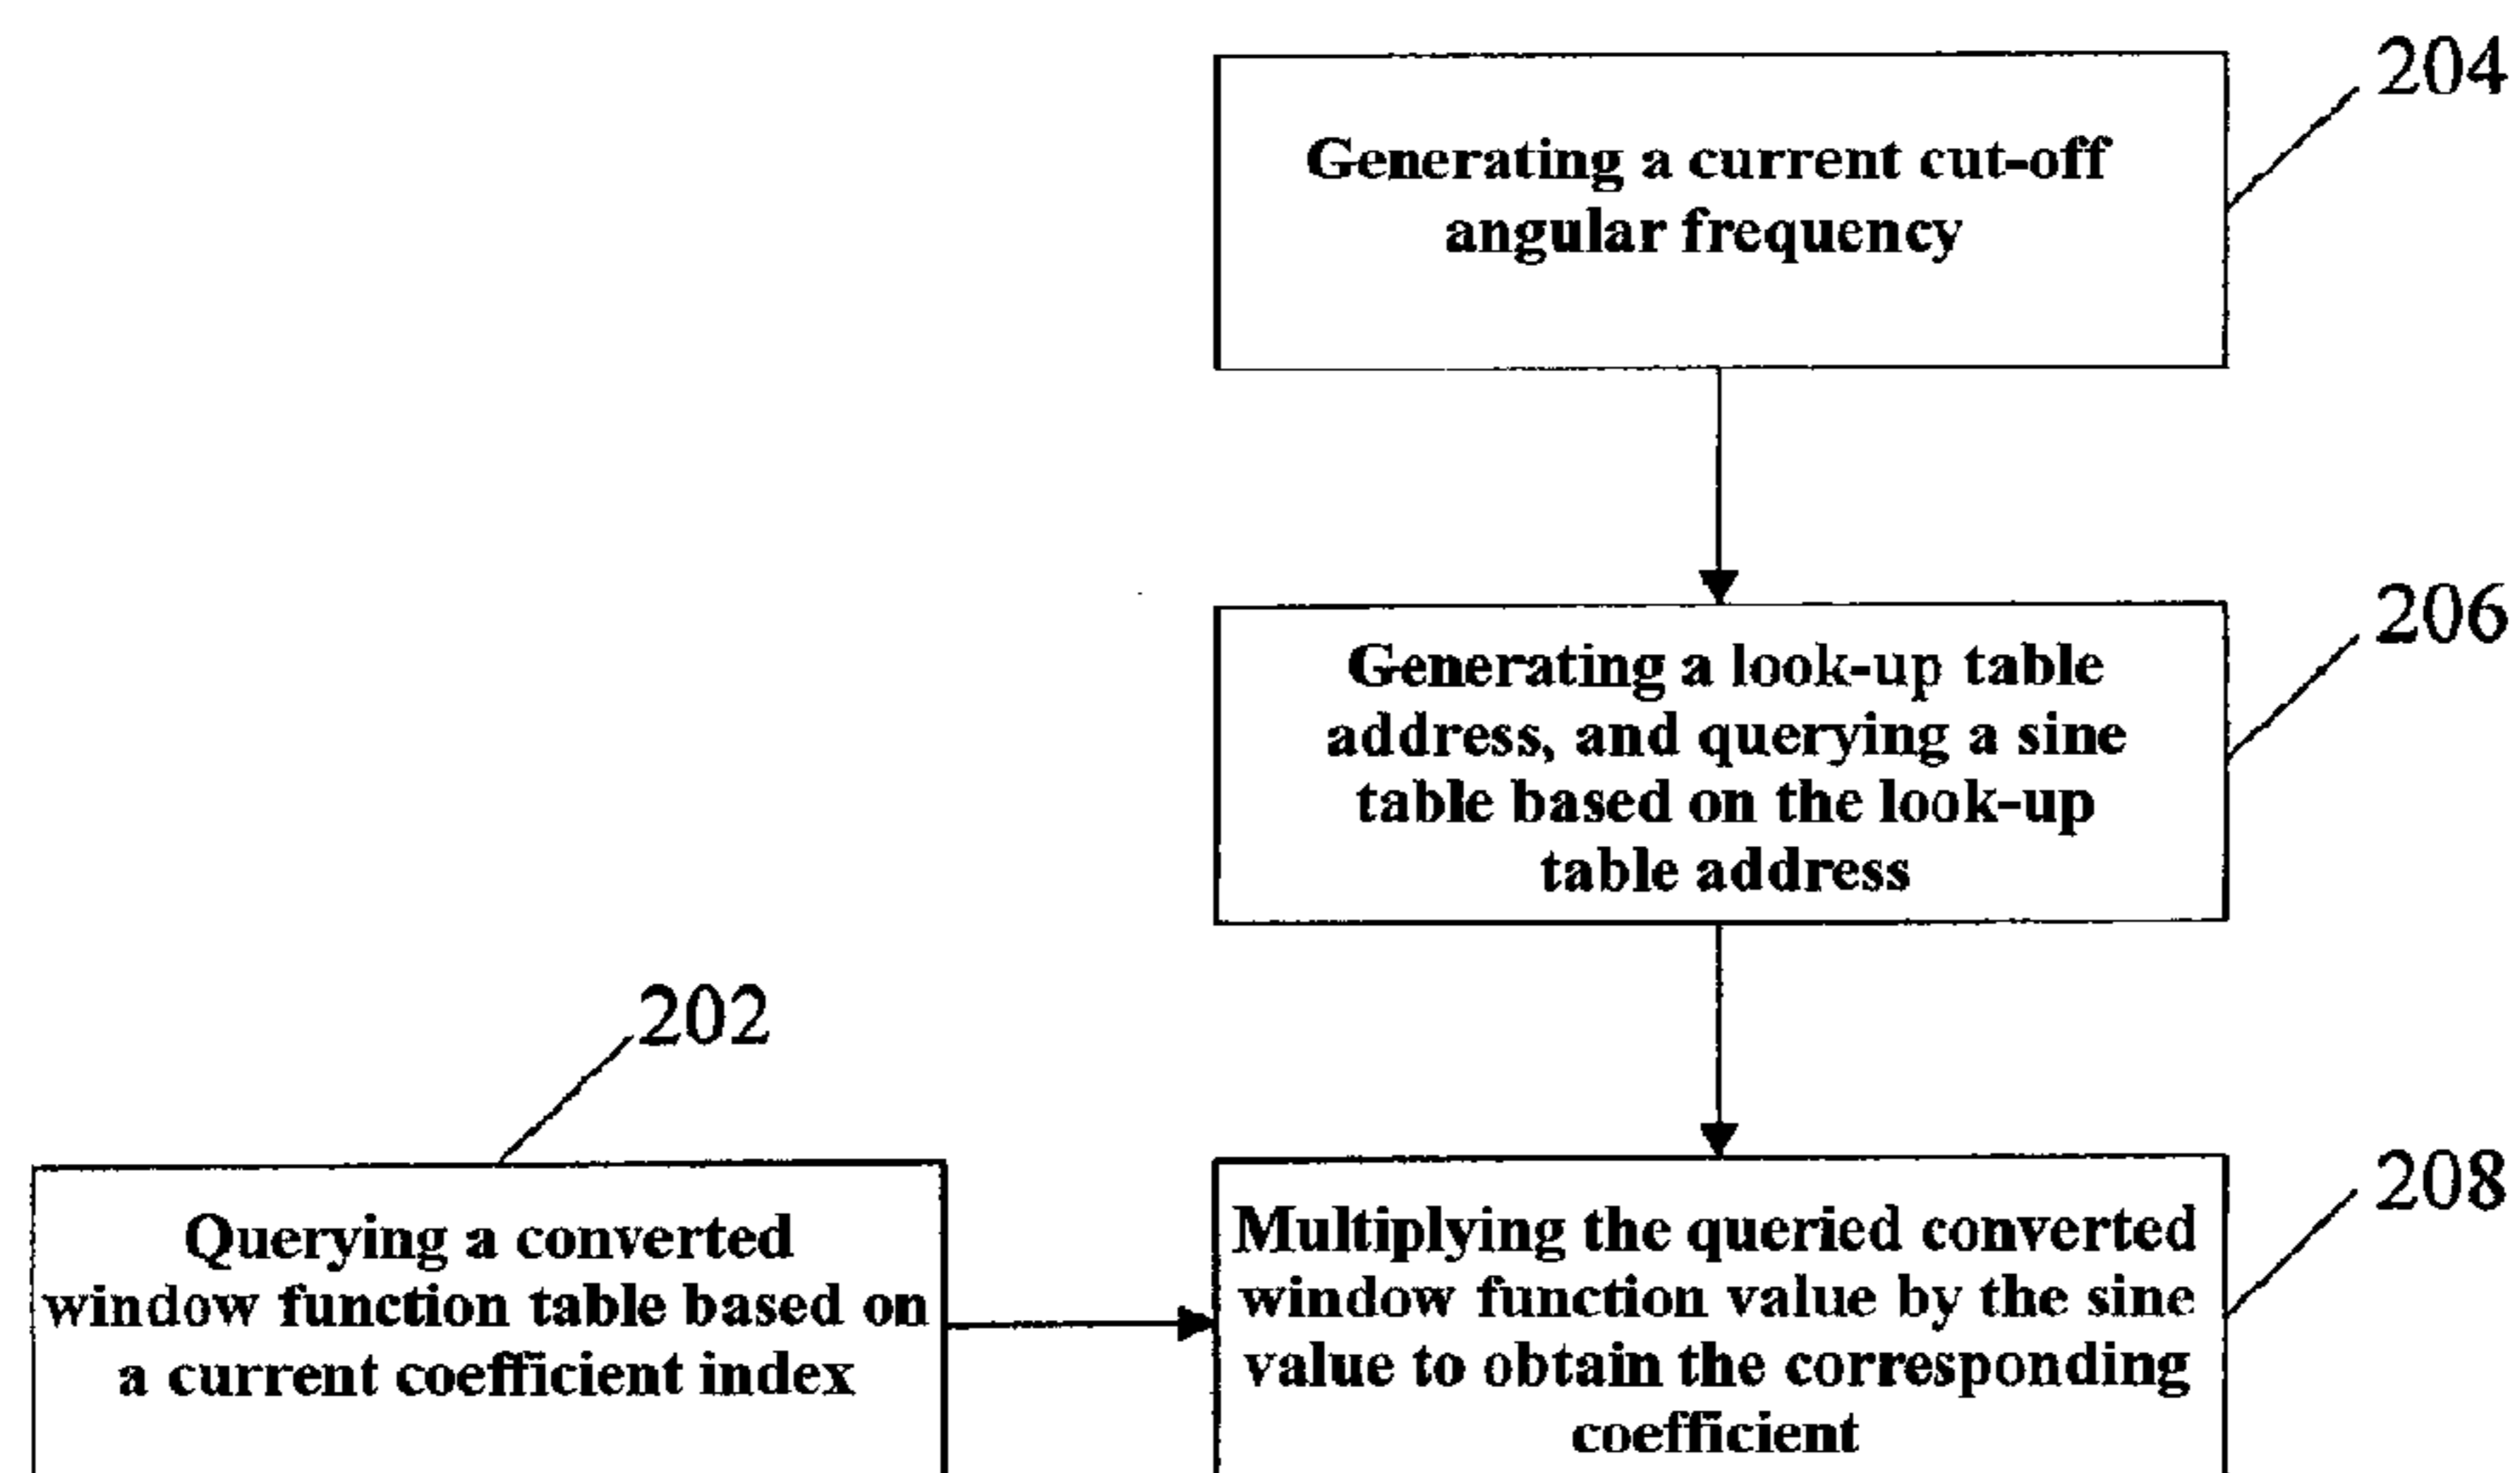 204
Generating a current cut-off
angular frequency
206
Generating a look-up table
address, and querying a sine
table based on the look-up
table address
202
Querying a converted
window function table based on
a current coefficient index
208
Multiplying the queried converted
window function value by the sine
value to obtain the corresponding
coefficient